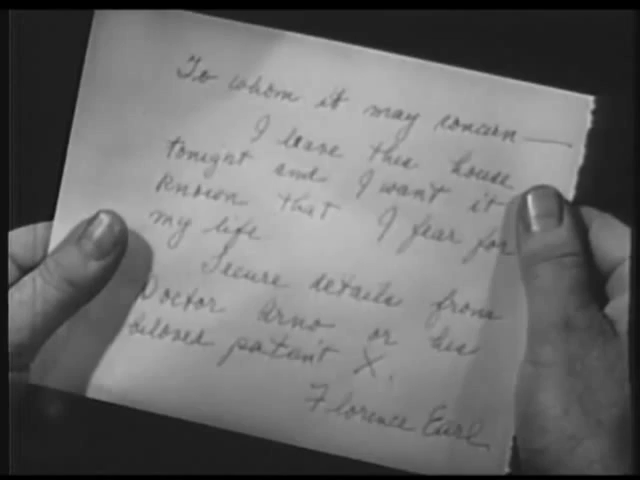 To whom it may concern—
I leave this house
tonight and I want it
known that I fear for
my life
Secure details from
Doctor Arno or his
beloved patient X.
Florence Earl.